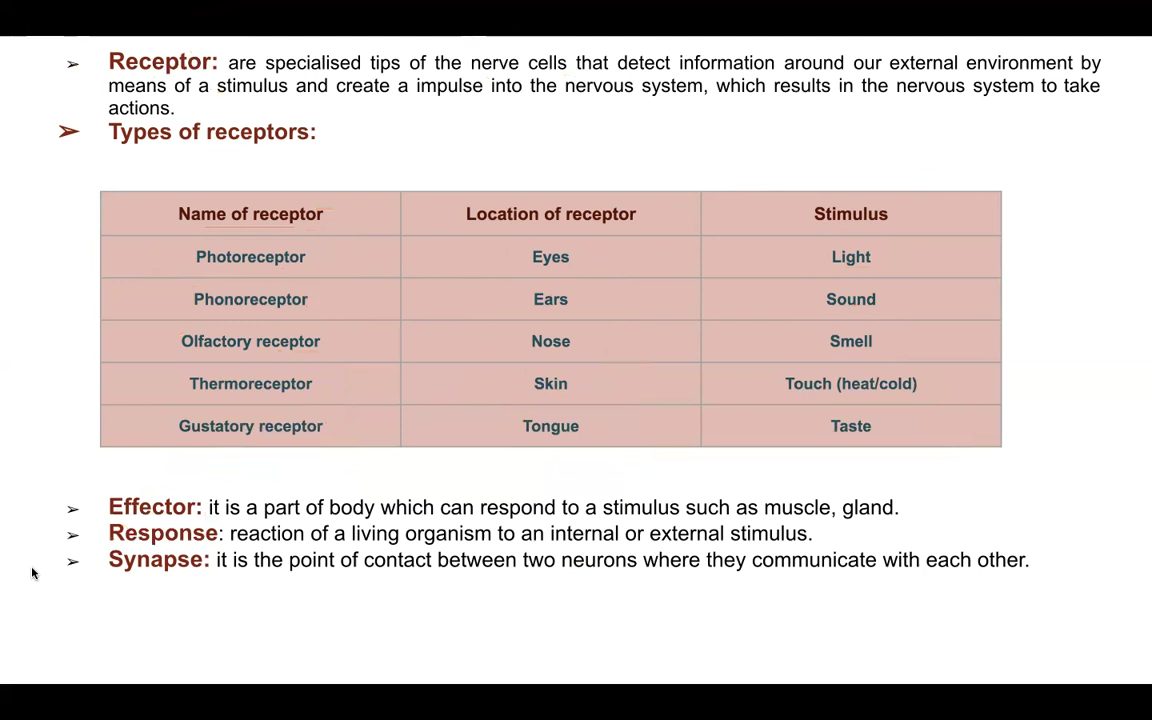 ➢ Receptor: are specialised tips of the nerve cells that detect information around our external environment by
means of a stimulus and create a impulse into the nervous system, which results in the nervous system to take
actions.
➢ Types of receptors:
Name of receptor Location of receptor Stimulus
Photoreceptor Eyes Light
Phonoreceptor Ears Sound
Olfactory receptor Nose Smell
Thermoreceptor Skin Touch (heat/cold)
Gustatory receptor Tongue Taste
➢ Effector: it is a part of body which can respond to a stimulus such as muscle, gland.
➢ Response: reaction of a living organism to an internal or external stimulus.
➢ Synapse: it is the point of contact between two neurons where they communicate with each other.